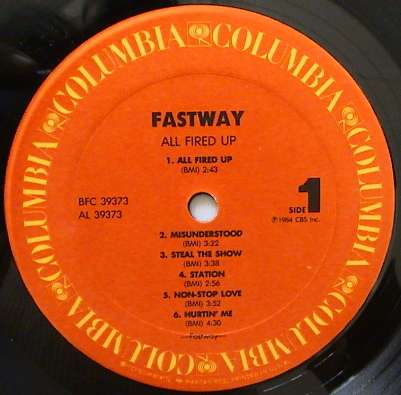 COLUMBIA COLUMBIA COLUMBIA COLUMBIA COLUMBIA COLUMBIA
FASTWAY
ALL FIRED UP
1. ALL FIRED UP
(BMI) 2:43
BFC 39373
AL 39373
SIDE 1
℗ 1984 CBS Inc.
2. MISUNDERSTOOD
(BMI) 3:22
3. STEAL THE SHOW
(BMI) 3:38
4. STATION
(BMI) 2:56
5. NON-STOP LOVE
(BMI) 3:52
6. HURTIN' ME
(BMI) 4:30